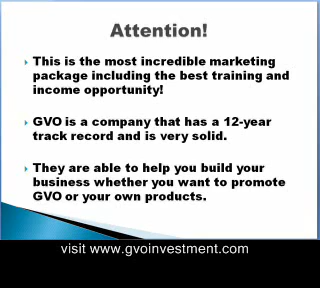 Attention!
This is the most incredible marketing
package including the best training and
income opportunity!
GVO is a company that has a 12-year
track record and is very solid.
They are able to help you build your
business whether you want to promote
GVO or your own products.
visit www.gvoinvestment.com